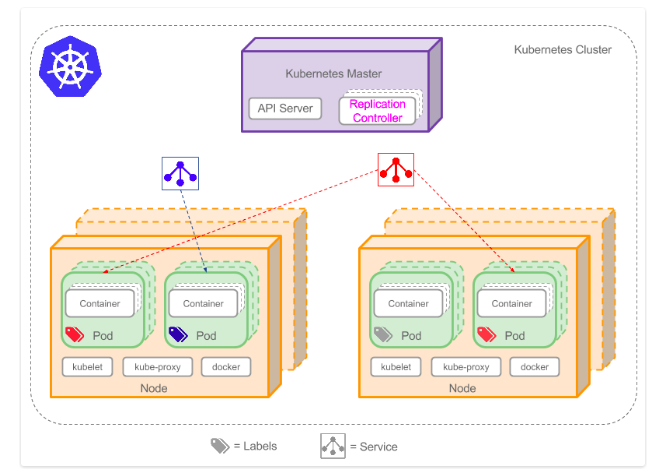 Kubernetes Cluster
Kubernetes Master
API Server
Replication
Controller
Container
Pod
Container
Pod
kubelet
kube-proxy
docker
Node
Container
Pod
Container
Pod
kubelet
kube-proxy
docker
Node
= Labels
= Service